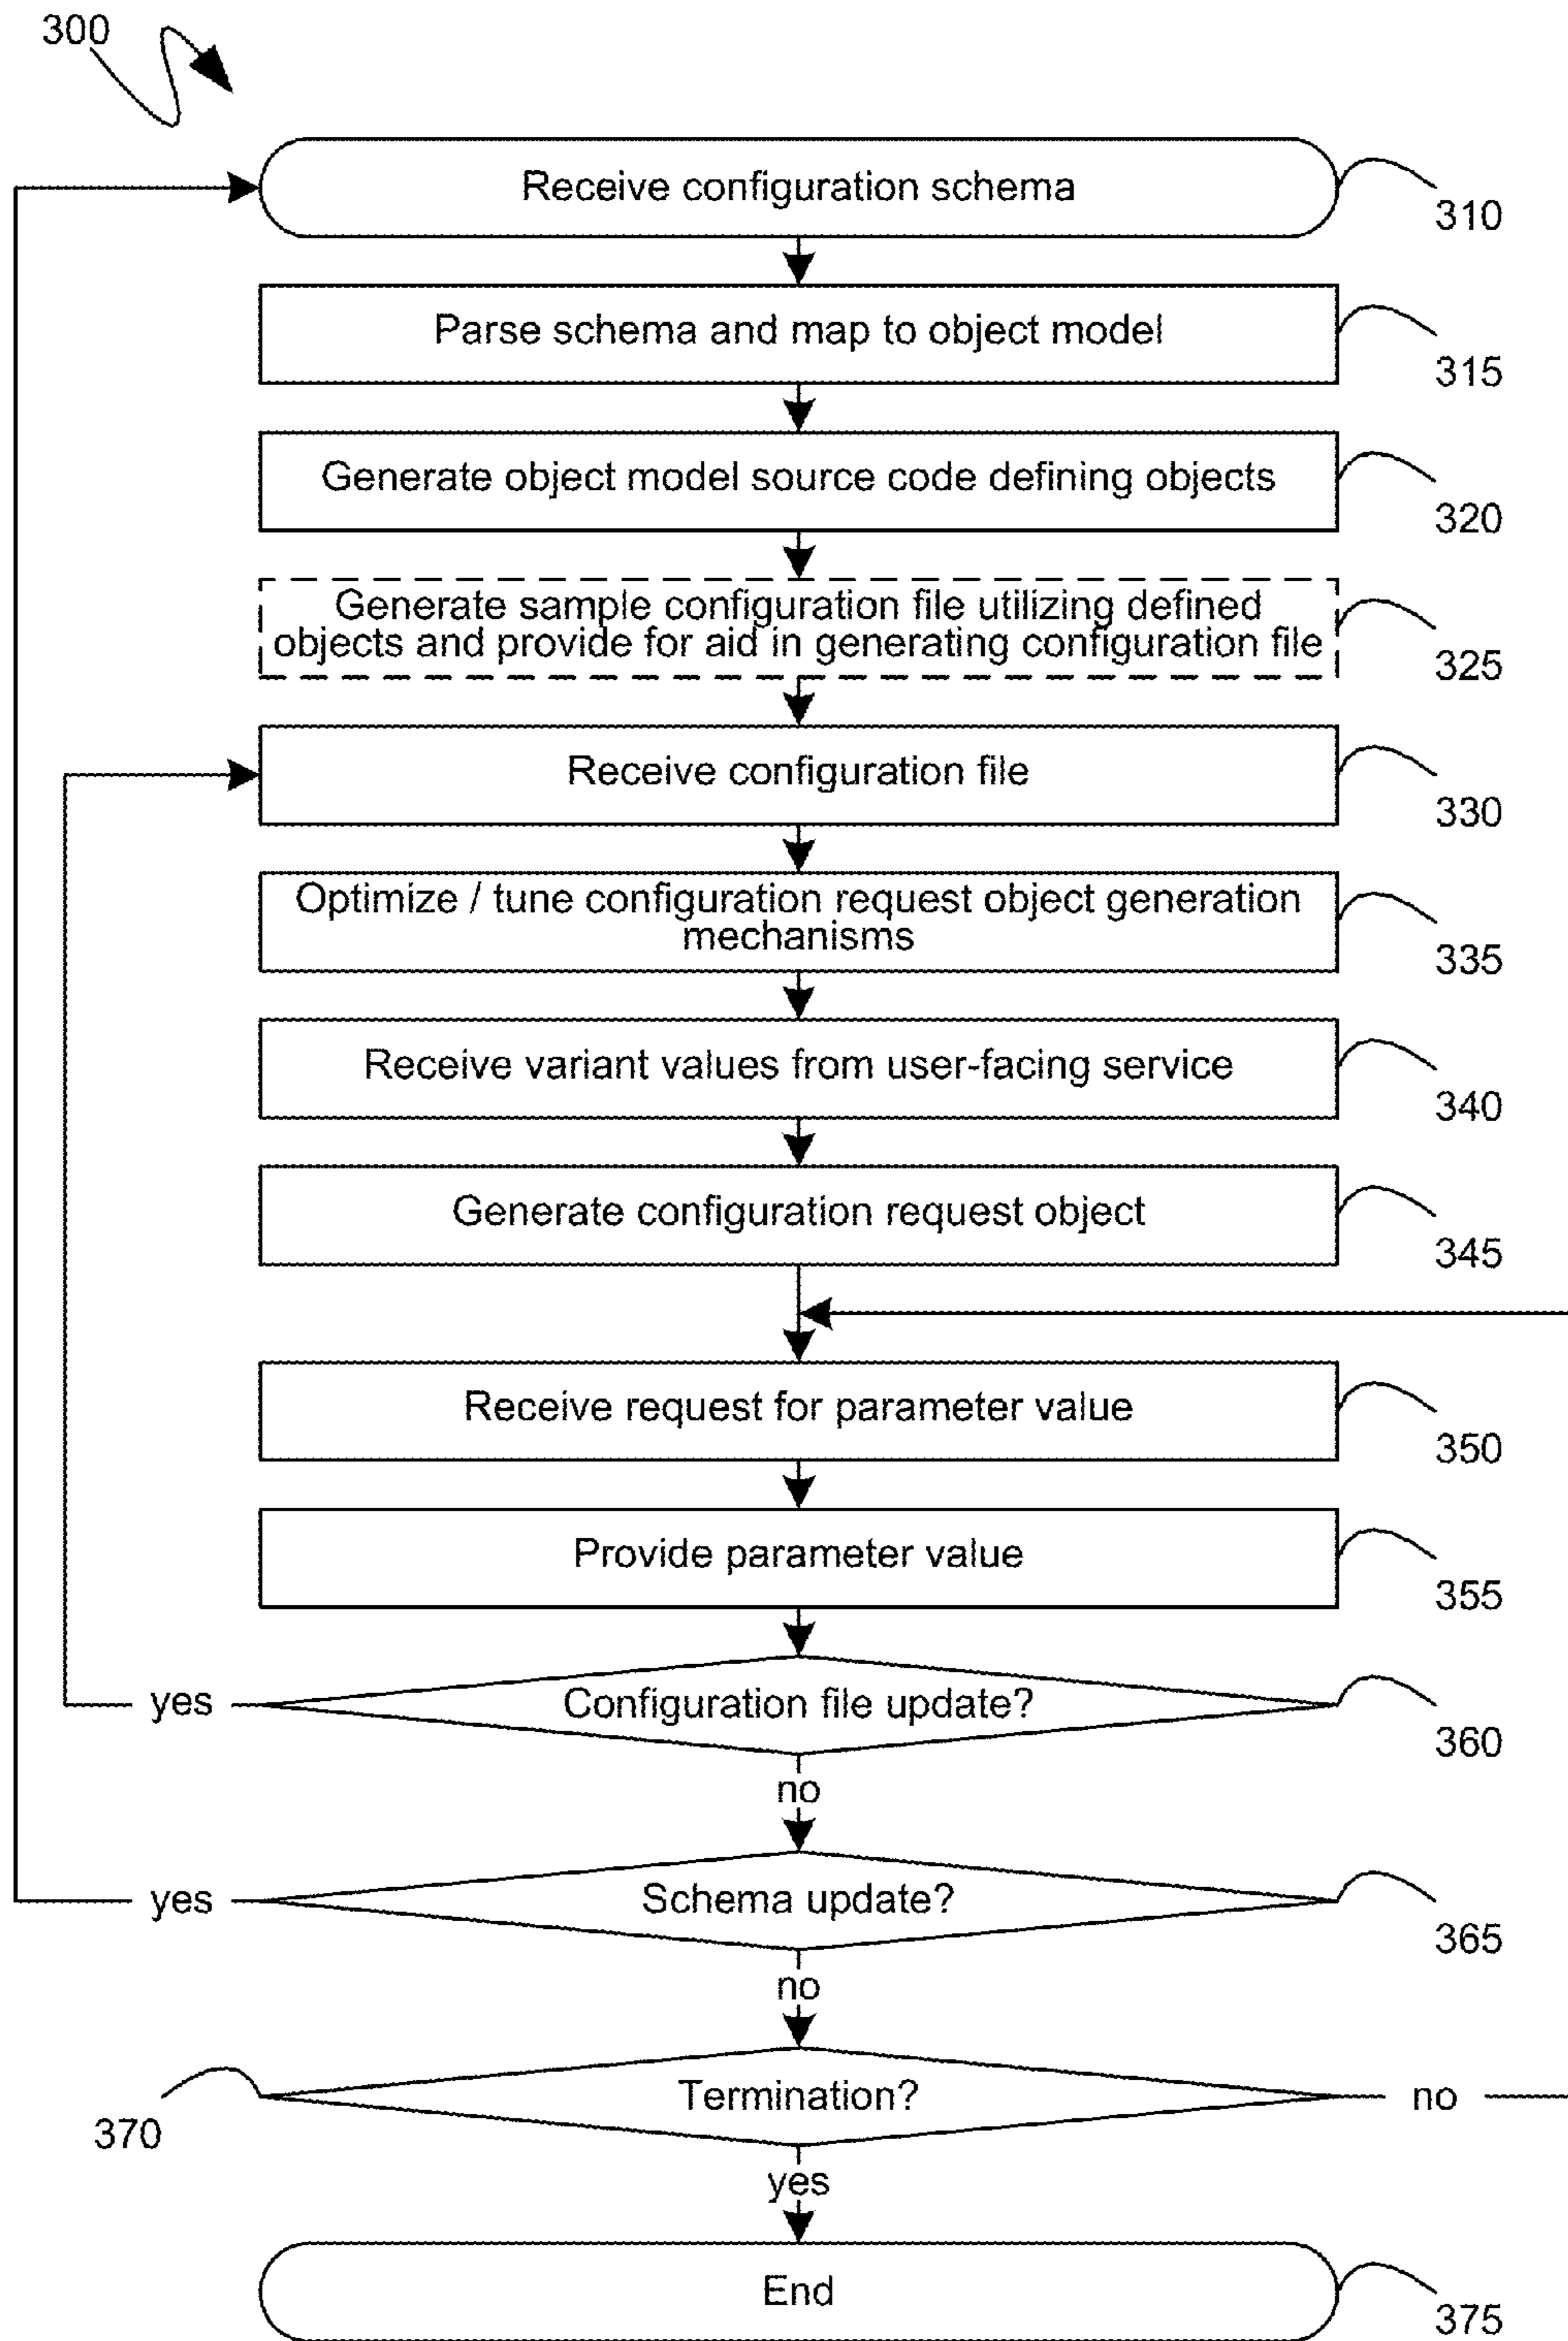 300
Receive configuration schema
310
Parse schema and map to object model
315
Generate object model source code defining objects
320
Generate sample configuration file utilizing defined
objects and provide for aid in generating configuration file
325
Receive configuration file
330
Optimize / tune configuration request object generation
mechanisms
335
Receive variant values from user-facing service
340
Generate configuration request object
345
Receive request for parameter value
350
Provide parameter value
355
yes
Configuration file update?
360
no
yes
Schema update?
365
no
Termination?
no
370
yes
End
375